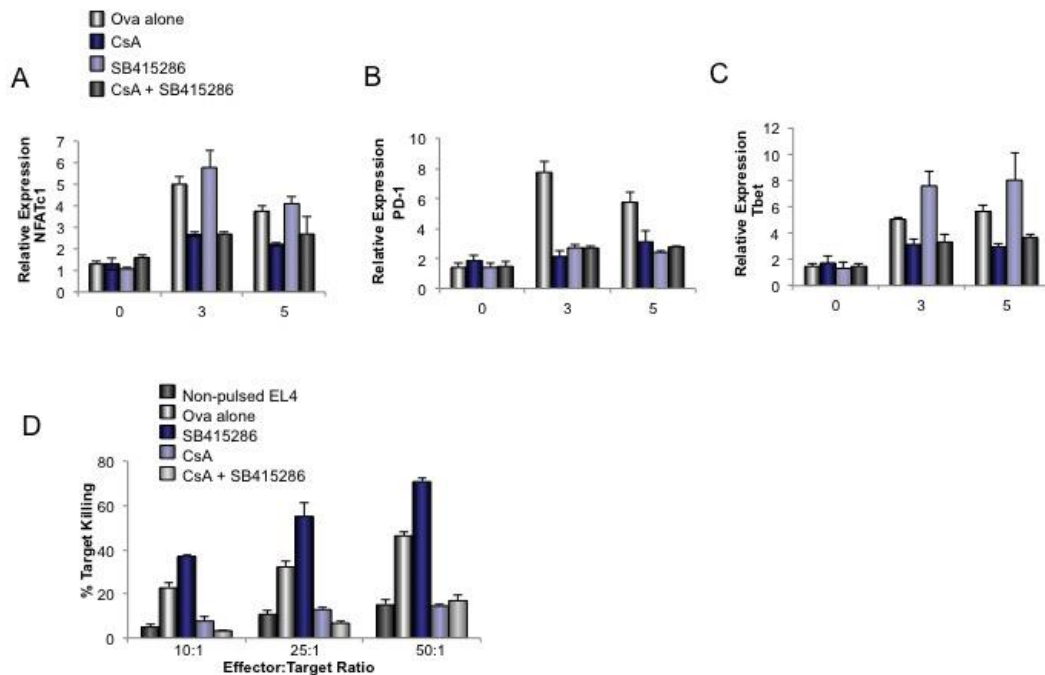 Ova alone
CsA
SB415286
CsA + SB415286
A
Relative Expression
NFATc1
7
6
5
4
3
2
1
0
0 3 5
B
Relative Expression
PD-1
10
8
6
4
2
0
0 3 5
C
Relative Expression
Tbet
12
10
8
6
4
2
0
0 3 5
D
Non-pulsed EL4
Ova alone
SB415286
CsA
CsA + SB415286
% Target Killing
80
60
40
20
0
10:1 25:1 50:1
Effector:Target Ratio